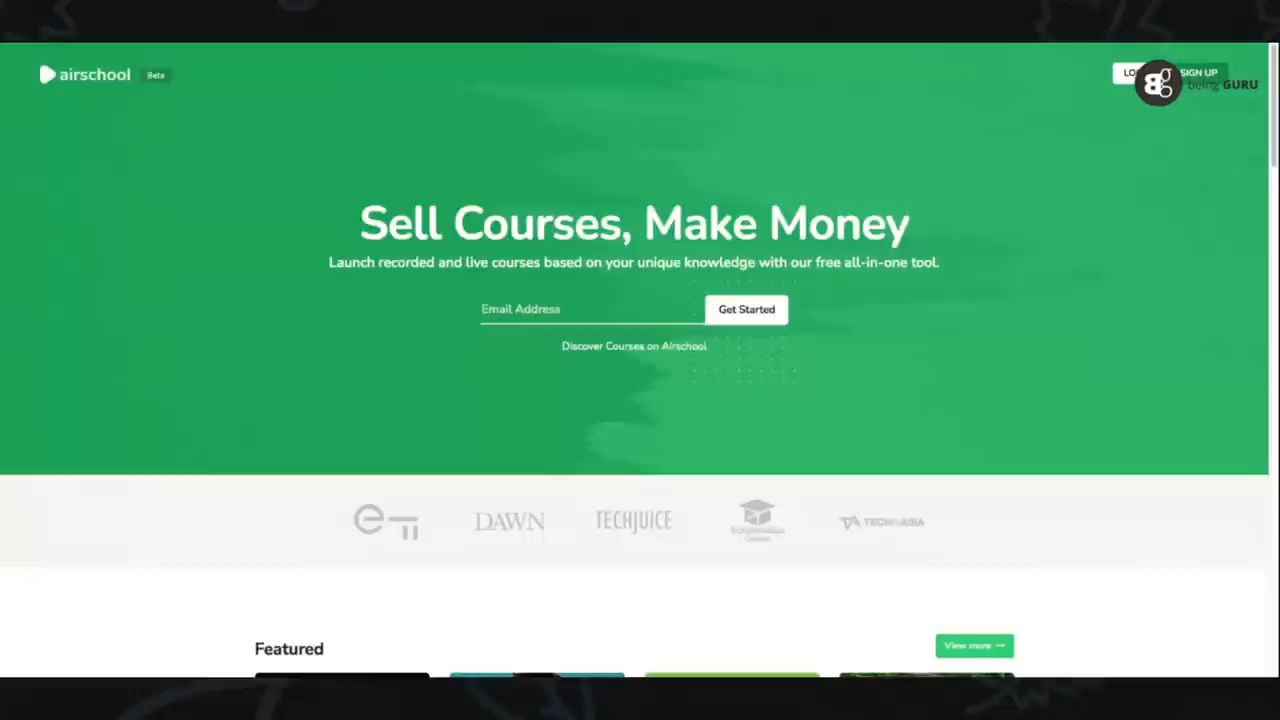 airschool Beta
SIGN UP
being GURU
Sell Courses, Make Money
Launch recorded and live courses based on your unique knowledge with our free all-in-one tool.
Email Address
Get Started
Discover Courses on Airschool
DAWN
TECHJUICE
TECHINASIA
Featured
View more →